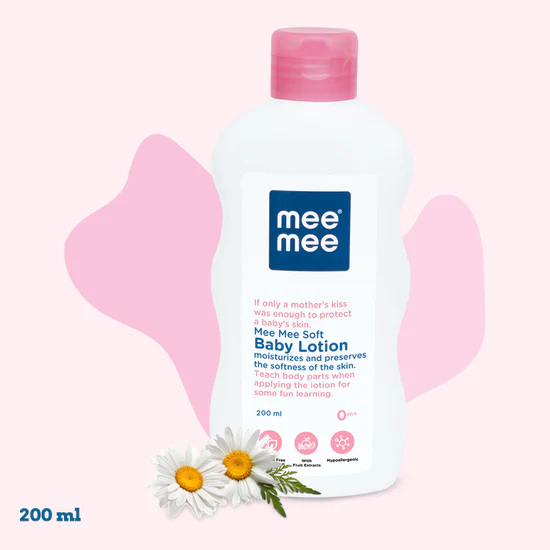 mee®
mee
If only a mother's kiss
was enough to protect
a baby's skin.
Mee Mee Soft
Baby Lotion
moisturizes and preserves
the softness of the skin.
Teach body parts when
applying the lotion for
some fun learning.
200 ml 0m+
Free With Hypoallergenic
Fruit Extracts
200 ml